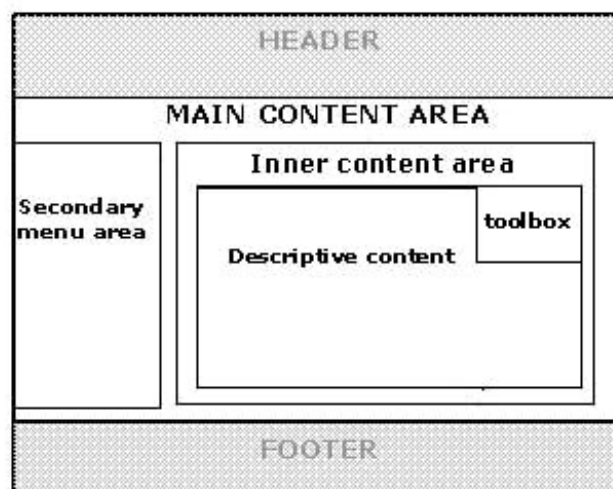 HEADER
MAIN CONTENT AREA
Inner content area
Secondary
menu area
toolbox
Descriptive content
FOOTER